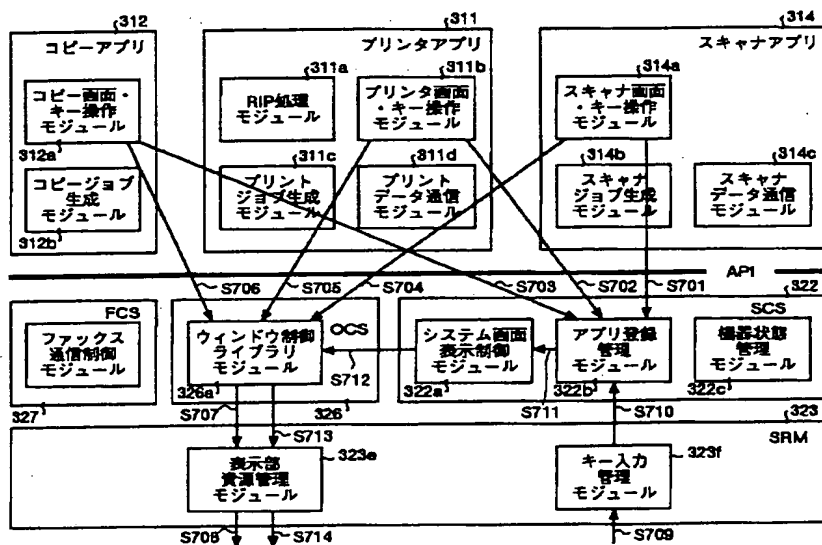 312
コピーアプリ
コピー画面・
キー操作
モジュール
312a
コピージョブ
生成
モジュール
312b
311
プリンタアプリ
311a
RIP処理
モジュール
311b
プリンタ画面
・キー操作
モジュール
311c
プリント
ジョブ生成
モジュール
311d
プリント
データ通信
モジュール
314
スキャナアプリ
314a
スキャナ画面
・キー操作
モジュール
314b
スキャナ
ジョブ生成
モジュール
314c
スキャナ
データ通信
モジュール
API
S706
S705
S704
S703
S702
S701
322
FCS
ファックス
通信制御
モジュール
327
OCS
ウィンドウ制御
ライブラリ
モジュール
326a
326
S712
SCS
システム画面
表示制御
モジュール
322a
アプリ登録
管理
モジュール
322b
機器状態
管理
モジュール
322c
S711
S707
S710
323
S713
SRM
表示部
資源管理
モジュール
323e
キー入力
管理
モジュール
323f
S708
S714
S709